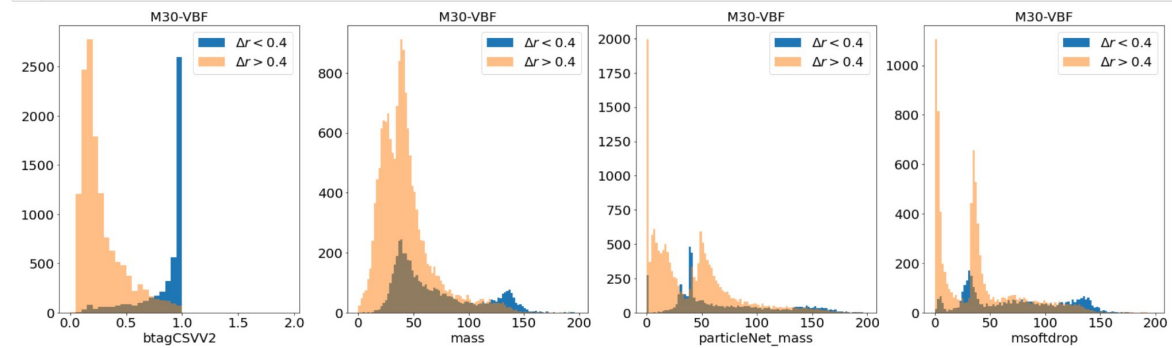 M30-VBF
Δr < 0.4
Δr > 0.4
2500
2000
1500
1000
500
0
0.0 0.5 1.0 1.5 2.0
btagCSVV2
M30-VBF
Δr < 0.4
Δr > 0.4
800
600
400
200
0
0 50 100 150 200
mass
M30-VBF
Δr < 0.4
Δr > 0.4
2000
1750
1500
1250
1000
750
500
250
0
0 50 100 150 200
particleNet_mass
M30-VBF
Δr < 0.4
Δr > 0.4
1000
800
600
400
200
0
0 50 100 150 200
msoftdrop